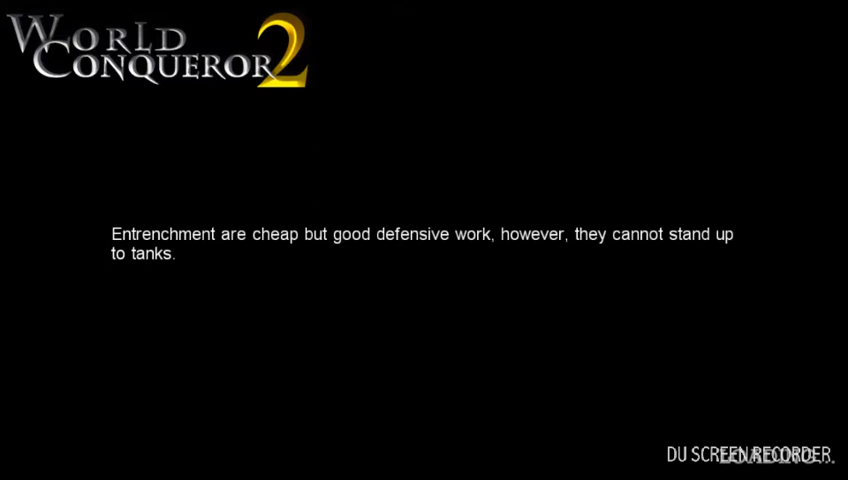 WORLD
CONQUEROR 2
Entrenchment are cheap but good defensive work, however, they cannot stand up
to tanks.
DU SCREEN RECORDER
LOADING...